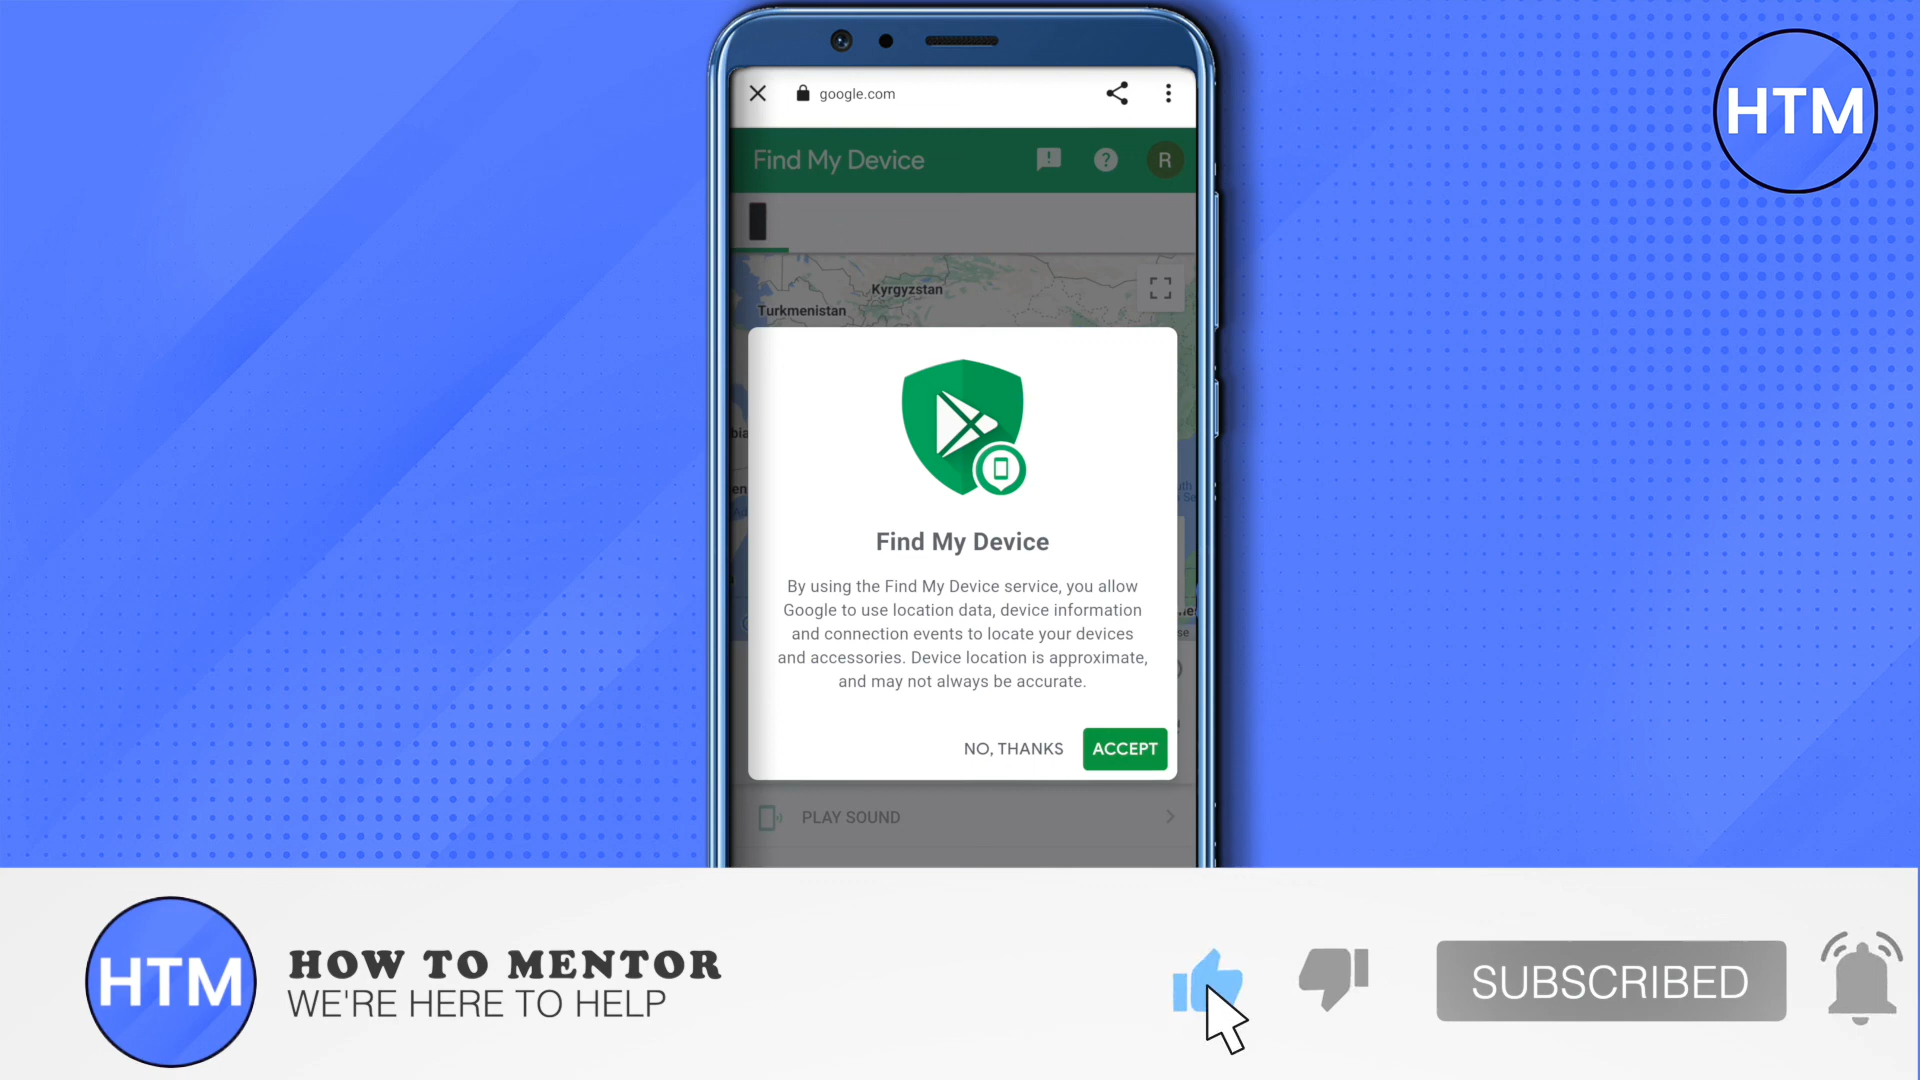 google.com
HTM
Find My Device
R
Kyrgyzstan
Turkmenistan
Find My Device
By using the Find My Device service, you allow
Google to use location data, device information
and connection events to locate your devices
and accessories. Device location is approximate,
and may not always be accurate.
NO, THANKS
ACCEPT
PLAY SOUND
HTM
HOW TO MENTOR
WE'RE HERE TO HELP
SUBSCRIBED